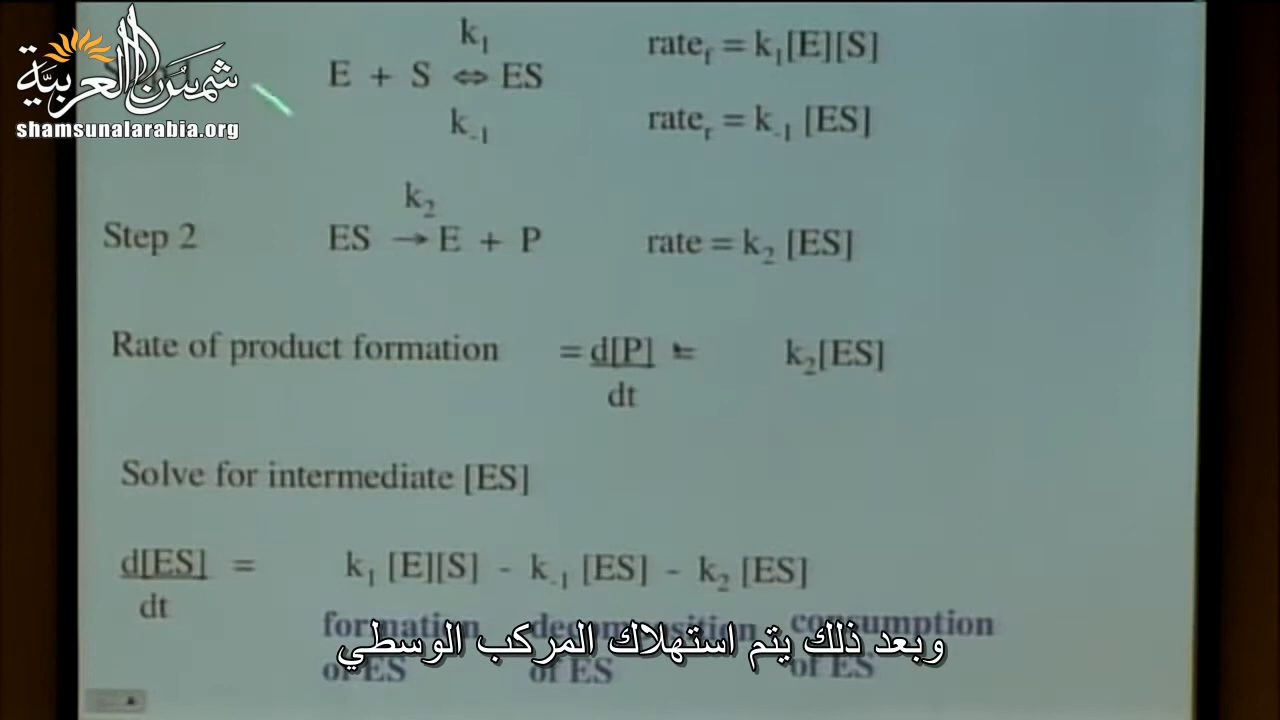 شمس العربية
shamsunalarabia.org
k₁
E + S ⇔ ES
k₋₁
rate_f = k₁[E][S]
rate_r = k₋₁ [ES]
k₂
Step 2 ES → E + P rate = k₂ [ES]
Rate of product formation = d[P] = k₂[ES]
dt
Solve for intermediate [ES]
d[ES] = k₁ [E][S] - k₋₁ [ES] - k₂ [ES]
dt
formation decomposition consumption
of ES of ES of ES
وبعد ذلك يتم استهلاك المركب الوسطي